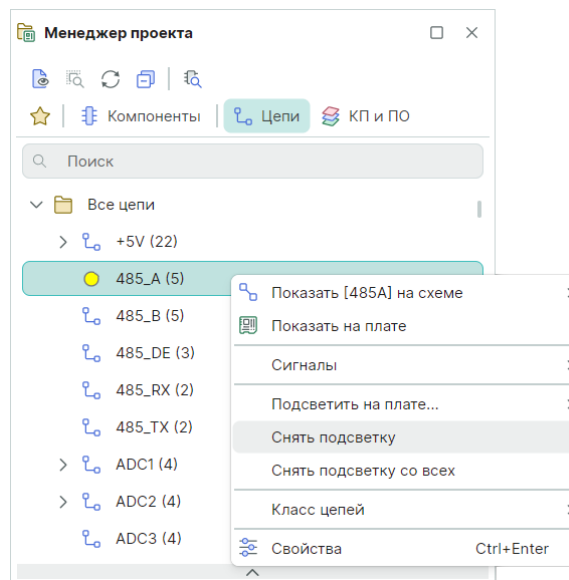 Менеджер проекта
Компоненты
Цепи
КП и ПО
Поиск
Все цепи
+5V (22)
485_A (5)
485_B (5)
485_DE (3)
485_RX (2)
485_TX (2)
ADC1 (4)
ADC2 (4)
ADC3 (4)
Показать [485A] на схеме
Показать на плате
Сигналы
Подсветить на плате...
Снять подсветку
Снять подсветку со всех
Класс цепей
Свойства Ctrl+Enter